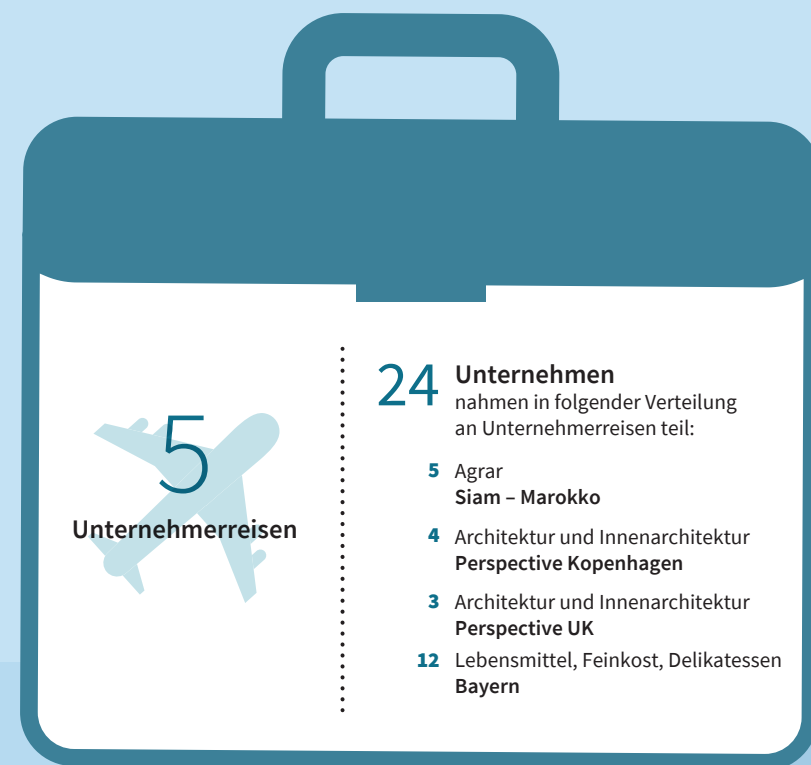 5
Unternehmerreisen
24 Unternehmen
nahmen in folgender Verteilung
an Unternehmerreisen teil:
5 Agrar
Siam – Marokko
4 Architektur und Innenarchitektur
Perspective Kopenhagen
3 Architektur und Innenarchitektur
Perspective UK
12 Lebensmittel, Feinkost, Delikatessen
Bayern